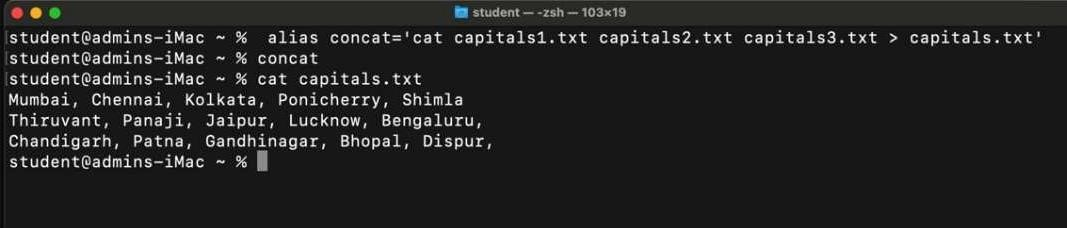 student — -zsh — 103×19
student@admins-iMac ~ %  alias concat='cat capitals1.txt capitals2.txt capitals3.txt > capitals.txt'
student@admins-iMac ~ % concat
student@admins-iMac ~ % cat capitals.txt
Mumbai, Chennai, Kolkata, Ponicherry, Shimla
Thiruvant, Panaji, Jaipur, Lucknow, Bengaluru,
Chandigarh, Patna, Gandhinagar, Bhopal, Dispur,
student@admins-iMac ~ %